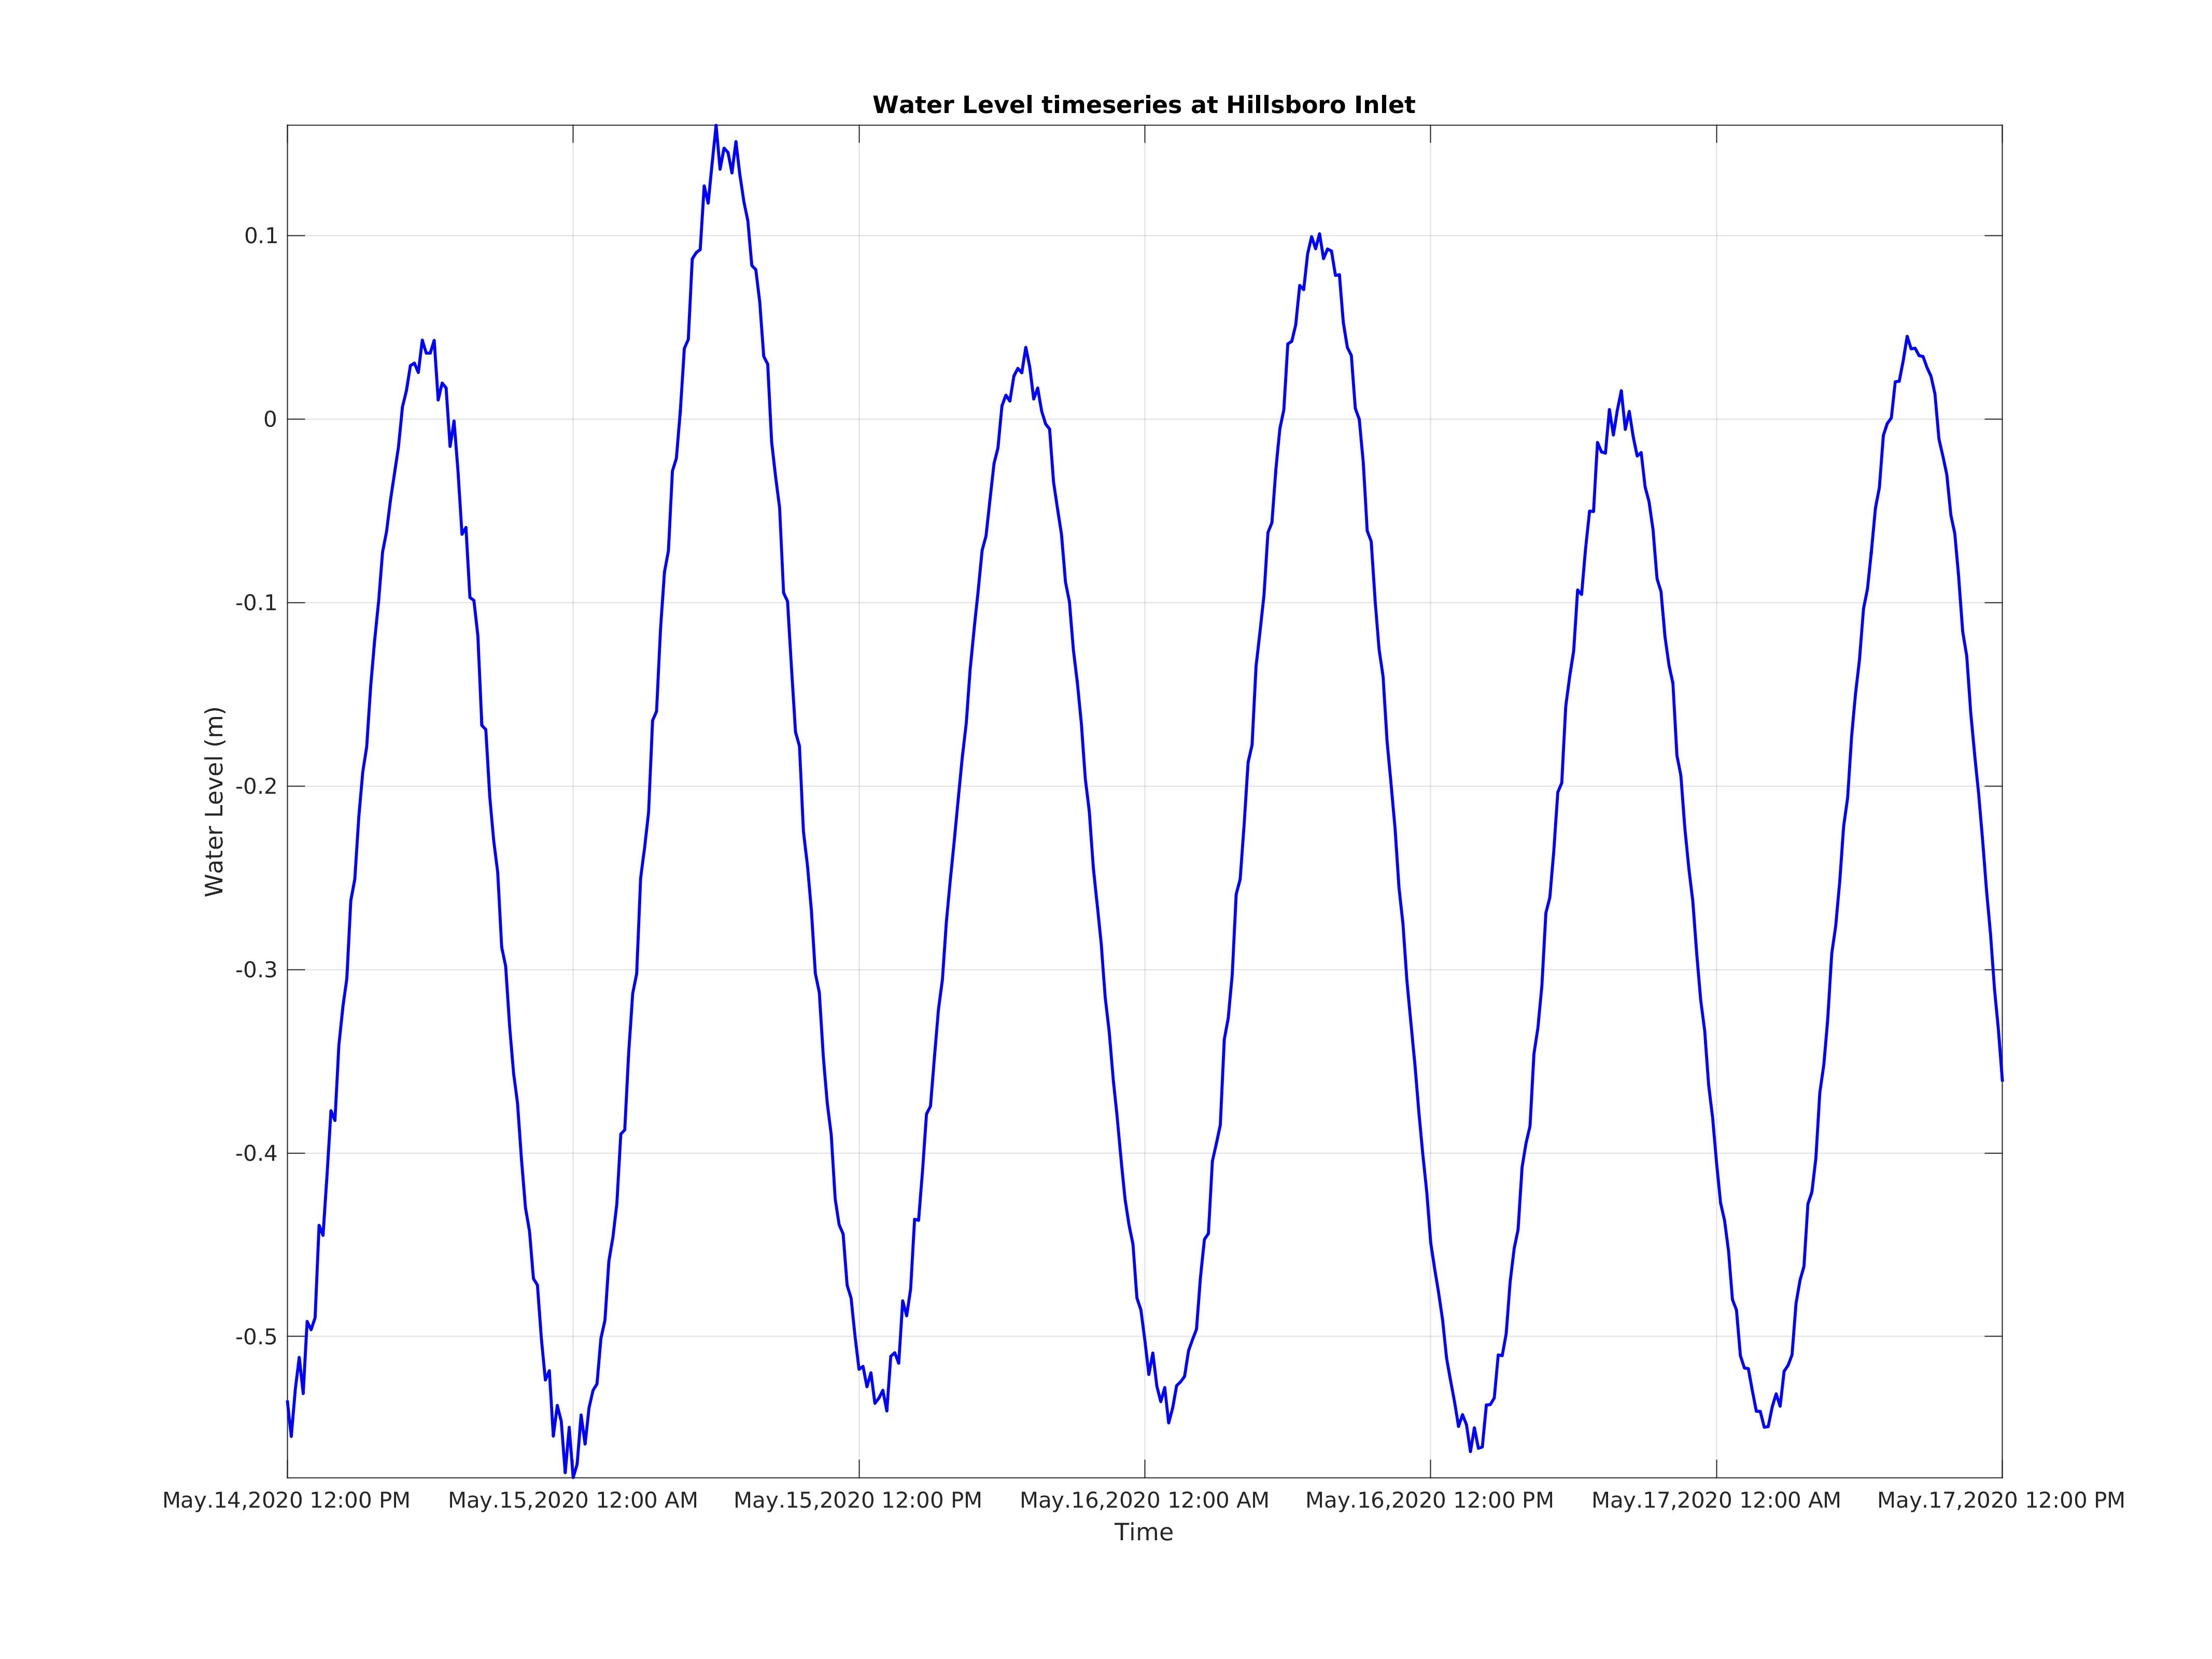 Water Level timeseries at Hillsboro Inlet
0.1
0
-0.1
-0.2
-0.3
-0.4
-0.5
Water Level (m)
May.14,2020 12:00 PM May.15,2020 12:00 AM May.15,2020 12:00 PM May.16,2020 12:00 AM May.16,2020 12:00 PM May.17,2020 12:00 AM May.17,2020 12:00 PM
Time